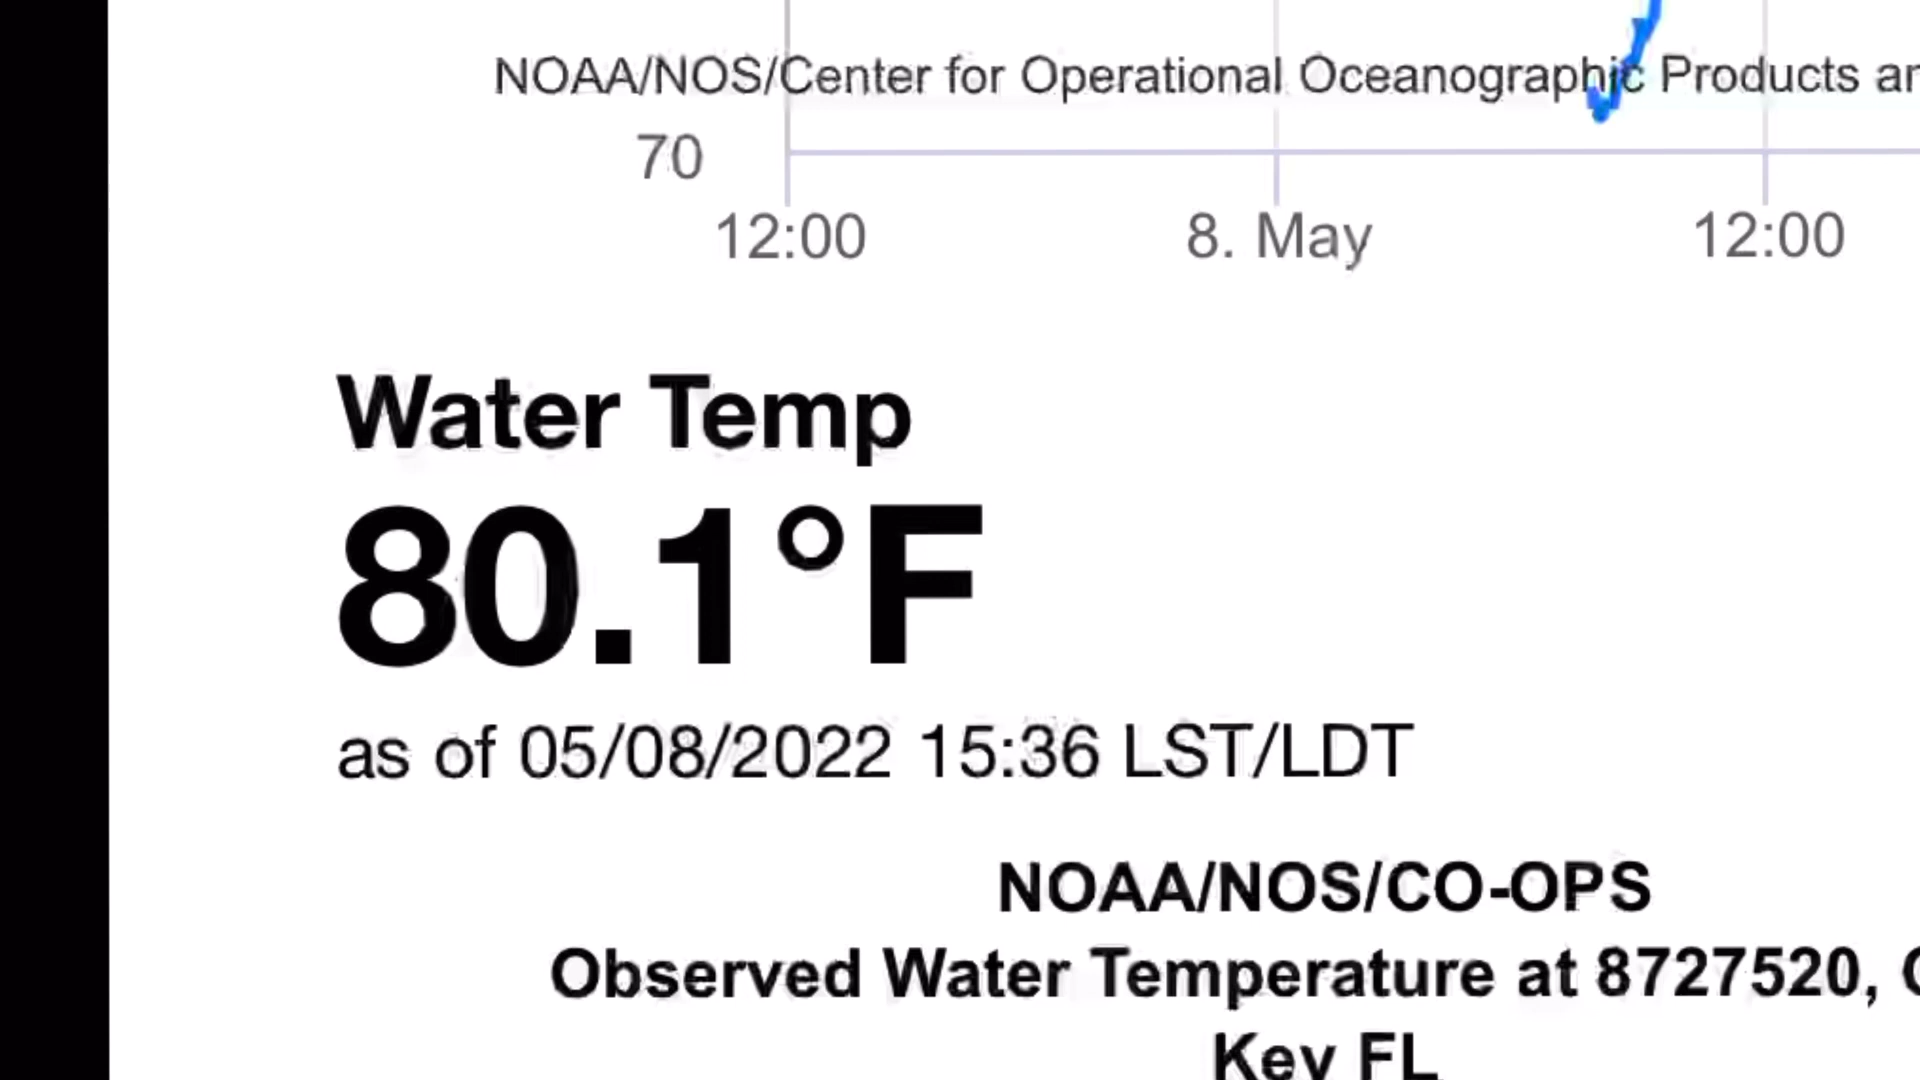 NOAA/NOS/Center for Operational Oceanographic Products
70
12:00 8. May 12:00
Water Temp
80.1°F
as of 05/08/2022 15:36 LST/LDT
NOAA/NOS/CO-OPS
Observed Water Temperature at 8727520,
Key FL